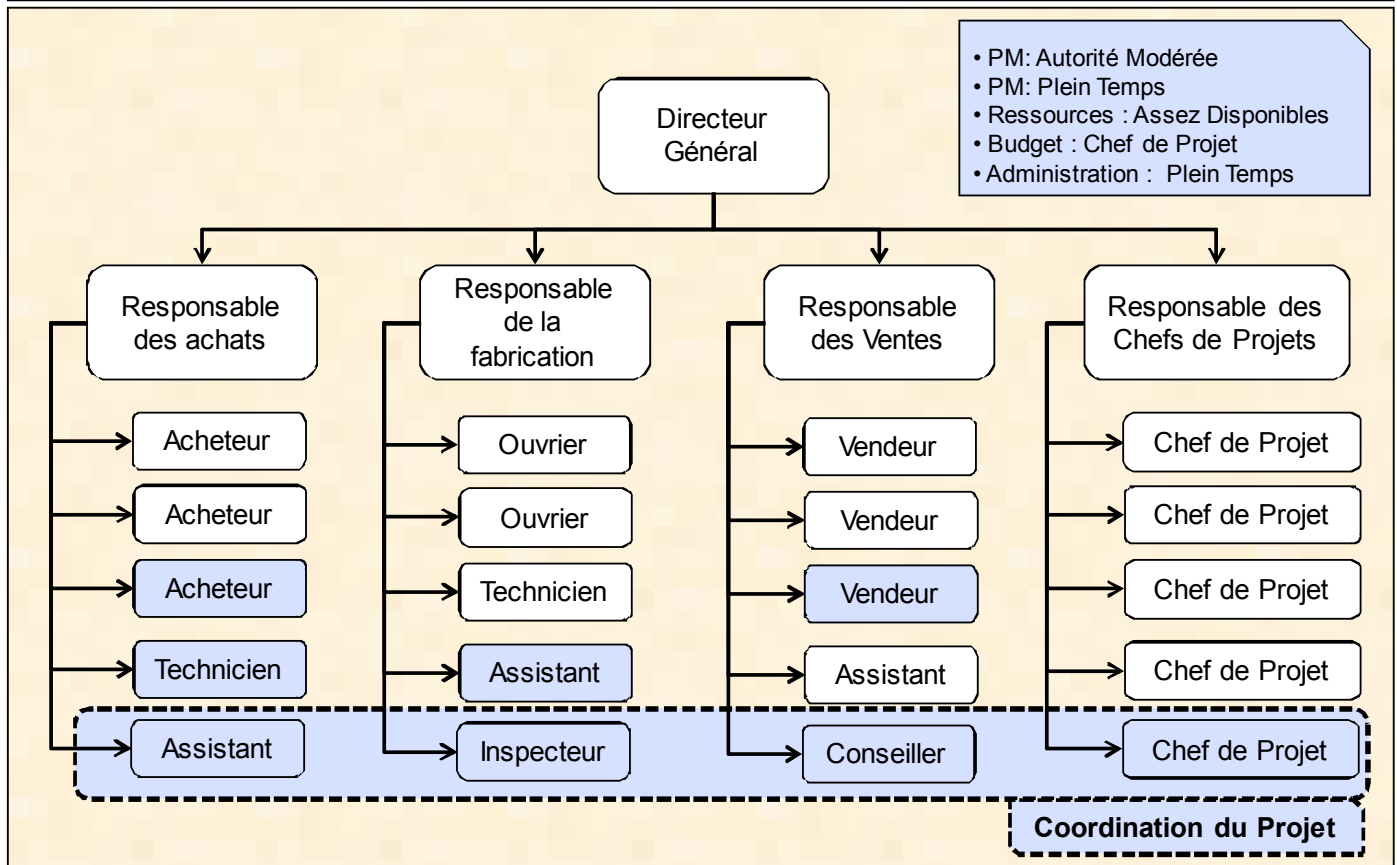 • PM: Autorité Modérée
• PM: Plein Temps
• Ressources : Assez Disponibles
• Budget : Chef de Projet
• Administration : Plein Temps
Directeur
Général
Responsable
des achats
Responsable
de la
fabrication
Responsable
des Ventes
Responsable des
Chefs de Projets
Acheteur
Acheteur
Acheteur
Technicien
Assistant
Ouvrier
Ouvrier
Technicien
Assistant
Inspecteur
Vendeur
Vendeur
Vendeur
Assistant
Conseiller
Chef de Projet
Chef de Projet
Chef de Projet
Chef de Projet
Chef de Projet
Coordination du Projet